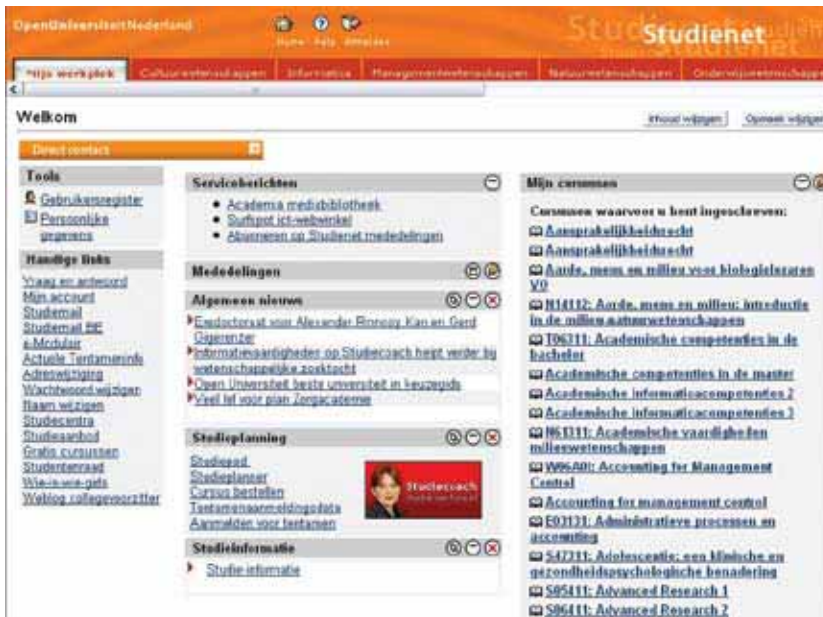 OpenUniversiteitNederland
Home Help Afmelden
Studienet
Mijn werkplek Cultuurwetenschappen Informatica Managementwetenschappen Natuurwetenschappen Onderwijswetenschappen
Welkom
Inhoud wijzigen Opmaak wijzigen
Direct contact
Tools
Gebruikersregister
Persoonlijke
gegevens
Handige links
Vraag en antwoord
Mijn account
Studiemail
Studiemail BE
e-Modulair
Actuele Tentameninfo
Adreswijziging
Wachtwoord wijzigen
Naam wijzigen
Studiecentra
Studieaanbod
Gratis cursussen
Studentenraad
Wie-is-wie-gids
Weblog collegevoorzitter
Serviceberichten
Academia mediabibliotheek
Surfspot ict-webwinkel
Abonneren op Studienet mededelingen
Mededelingen
Algemeen nieuws
Eredoctoraat voor Alexander Rinnooy Kan en Gerd
Gigerenzer
Informatievaardigheden op Studiecoach helpt verder bij
wetenschappelijke zoektocht
Open Universiteit beste universiteit in keuzegids
Veel lof voor plan Zorgacademie
Studieplanning
Studiepad
Studieplanner
Cursus bestellen
Tentamenaanmeldingsdata
Aanmelden voor tentamen
Studiecoach
Studieinformatie
Studie informatie
Mijn cursussen
Cursussen waarvoor u bent ingeschreven:
Aansprakelijkheidsrecht
Aansprakelijkheidsrecht
Aarde, mens en milieu voor biologieleraren
V9
N14112: Aarde, mens en milieu: introductie
in de milieu-natuurwetenschappen
T06311: Academische competenties in de
bachelor
Academische competenties in de master
Academische informaticacompetenties 2
Academische informaticacompetenties 3
N61311: Academische vaardigheden
milieuwetenschappen
W06A01: Accounting for Management
Control
Accounting for management control
E03131: Administratieve processen en
accounting
S47311: Adolescentie: een klinische en
gezondheidspsychologische benadering
S05411: Advanced Research 1
S06411: Advanced Research 2